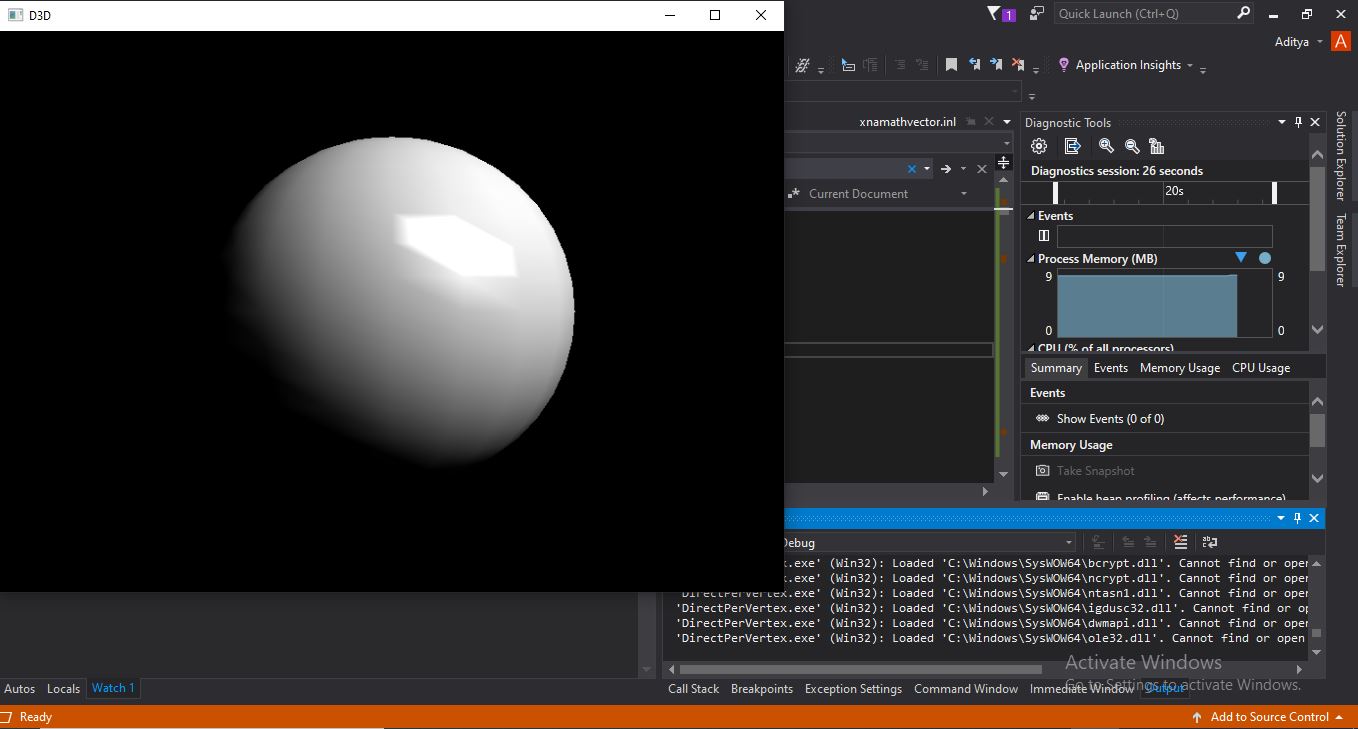 D3D
1
Quick Launch (Ctrl+Q)
Aditya
A
Application Insights
xnamathvector.inl
Diagnostic Tools
Diagnostics session: 26 seconds
Current Document
20s
Events
Process Memory (MB)
9
9
0
0
CPU (% of all processors)
Summary
Events
Memory Usage
CPU Usage
Events
Show Events (0 of 0)
Memory Usage
Take Snapshot
Enable heap profiling (affects performance)
Solution Explorer
Team Explorer
Debug
x.exe' (Win32): Loaded 'C:\Windows\SysWOW64\bcrypt.dll'. Cannot find or oper
x.exe' (Win32): Loaded 'C:\Windows\SysWOW64\ncrypt.dll'. Cannot find or oper
'DirectPerVertex.exe' (Win32): Loaded 'C:\Windows\SysWOW64\ntasn1.dll'. Cannot find or oper
'DirectPerVertex.exe' (Win32): Loaded 'C:\Windows\SysWOW64\igdusc32.dll'. Cannot find or op
'DirectPerVertex.exe' (Win32): Loaded 'C:\Windows\SysWOW64\dwmapi.dll'. Cannot find or oper
'DirectPerVertex.exe' (Win32): Loaded 'C:\Windows\SysWOW64\ole32.dll'. Cannot find or open
Activate Windows
Go to Settings to activate Windows.
Autos
Locals
Watch 1
Call Stack
Breakpoints
Exception Settings
Command Window
Immediate Window
Output
Ready
Add to Source Control